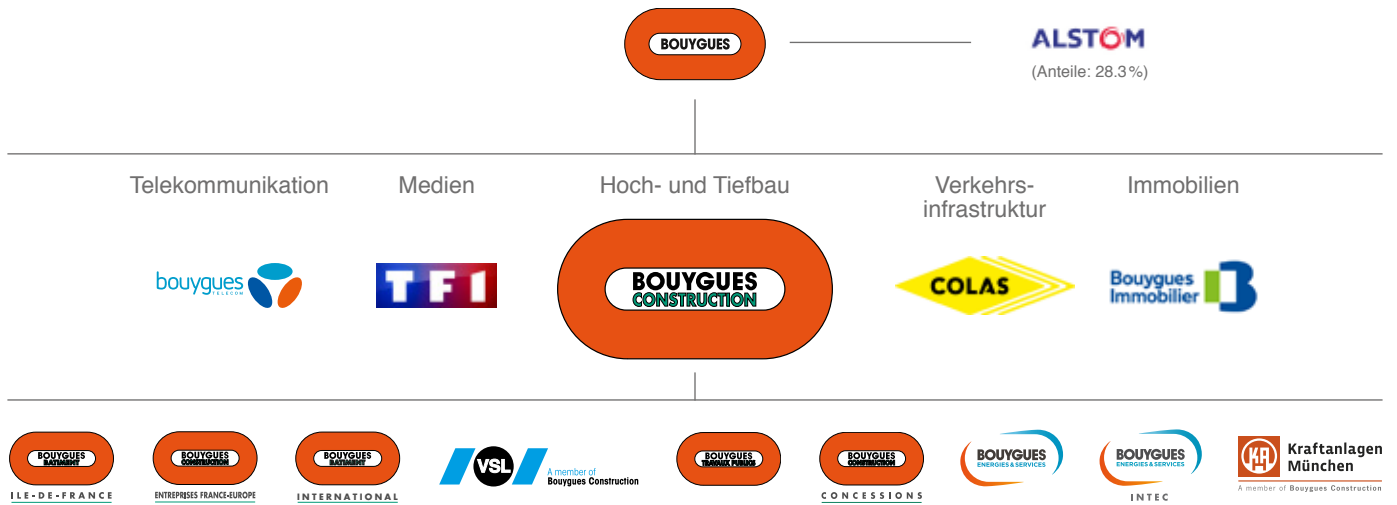 BOUYGUES
ALSTOM
(Anteile: 28.3 %)
Telekommunikation
Medien
Hoch- und Tiefbau
Verkehrs-
infrastruktur
Immobilien
bouygues
TELECOM
TF1
BOUYGUES
CONSTRUCTION
COLAS
Bouygues
Immobilier
BOUYGUES
BATIMENT
ILE-DE-FRANCE
BOUYGUES
CONSTRUCTION
ENTREPRISES FRANCE-EUROPE
BOUYGUES
BATIMENT
INTERNATIONAL
VSL
A member of
Bouygues Construction
BOUYGUES
TRAVAUX PUBLICS
BOUYGUES
CONSTRUCTION
CONCESSIONS
BOUYGUES
ENERGIES & SERVICES
BOUYGUES
ENERGIES & SERVICES
INTEC
KAM
Kraftanlagen
München
A member of Bouygues Construction